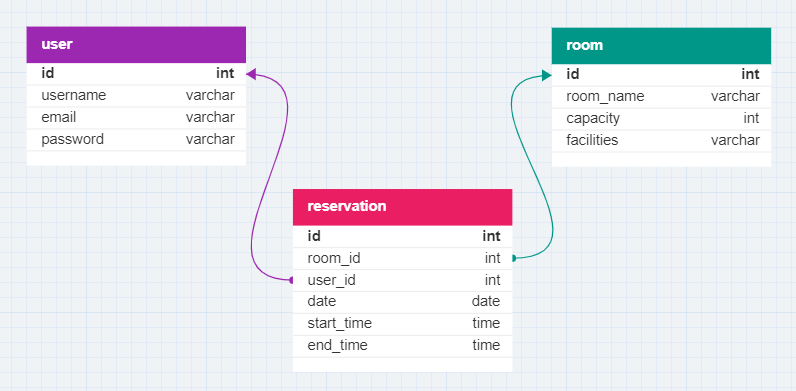 user
id int
username varchar
email varchar
password varchar
room
id int
room_name varchar
capacity int
facilities varchar
reservation
id int
room_id int
user_id int
date date
start_time time
end_time time